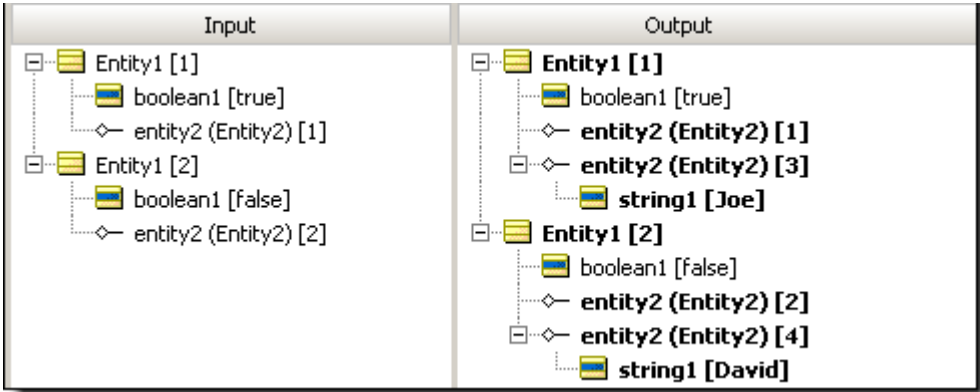 Input
Entity1 [1]
boolean1 [true]
entity2 (Entity2) [1]
Entity1 [2]
boolean1 [false]
entity2 (Entity2) [2]
Output
Entity1 [1]
boolean1 [true]
entity2 (Entity2) [1]
entity2 (Entity2) [3]
string1 [Joe]
Entity1 [2]
boolean1 [false]
entity2 (Entity2) [2]
entity2 (Entity2) [4]
string1 [David]